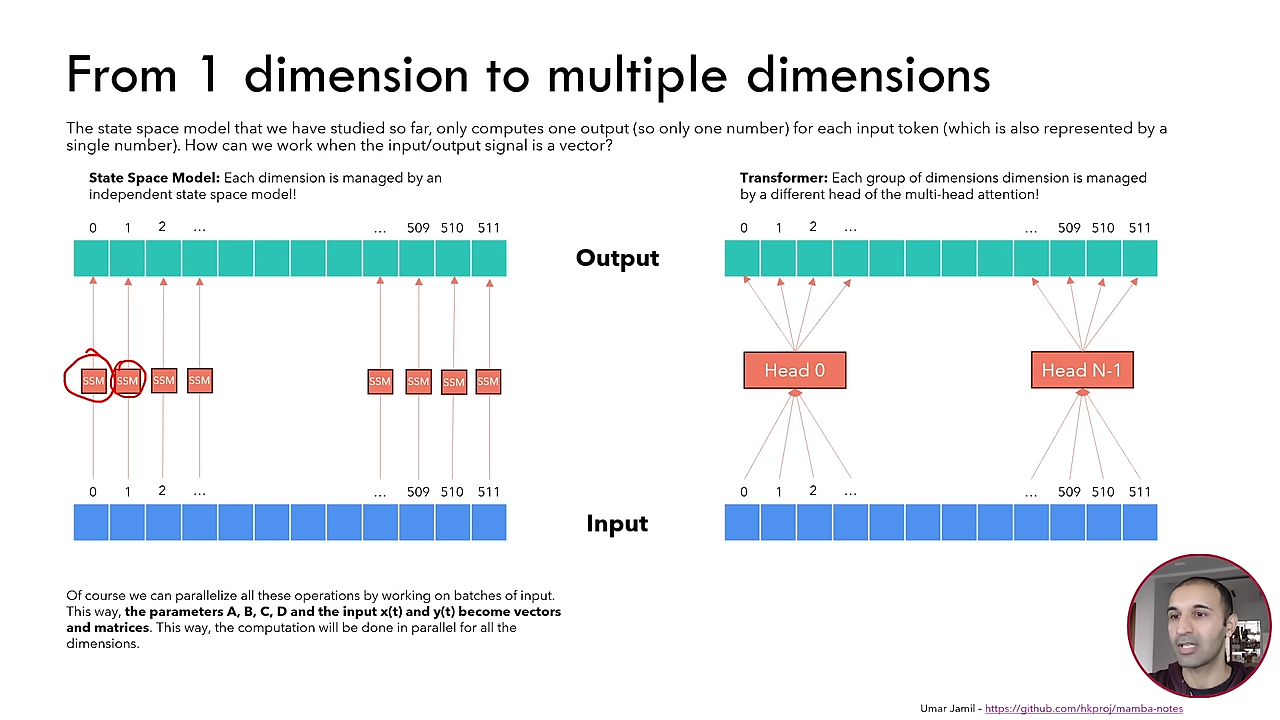 From 1 dimension to multiple dimensions
The state space model that we have studied so far, only computes one output (so only one number) for each input token (which is also represented by a
single number). How can we work when the input/output signal is a vector?
State Space Model: Each dimension is managed by an
independent state space model!
0 1 2 ... ... 509 510 511
SSM SSM SSM SSM SSM SSM SSM SSM
0 1 2 ... ... 509 510 511
Output
Input
Transformer: Each group of dimensions dimension is managed
by a different head of the multi-head attention!
0 1 2 ... ... 509 510 511
Head 0 Head N-1
0 1 2 ... ... 509 510 511
Of course we can parallelize all these operations by working on batches of input.
This way, the parameters A, B, C, D and the input x(t) and y(t) become vectors
and matrices. This way, the computation will be done in parallel for all the
dimensions.
Umar Jamil – https://github.com/hkproj/mamba-notes